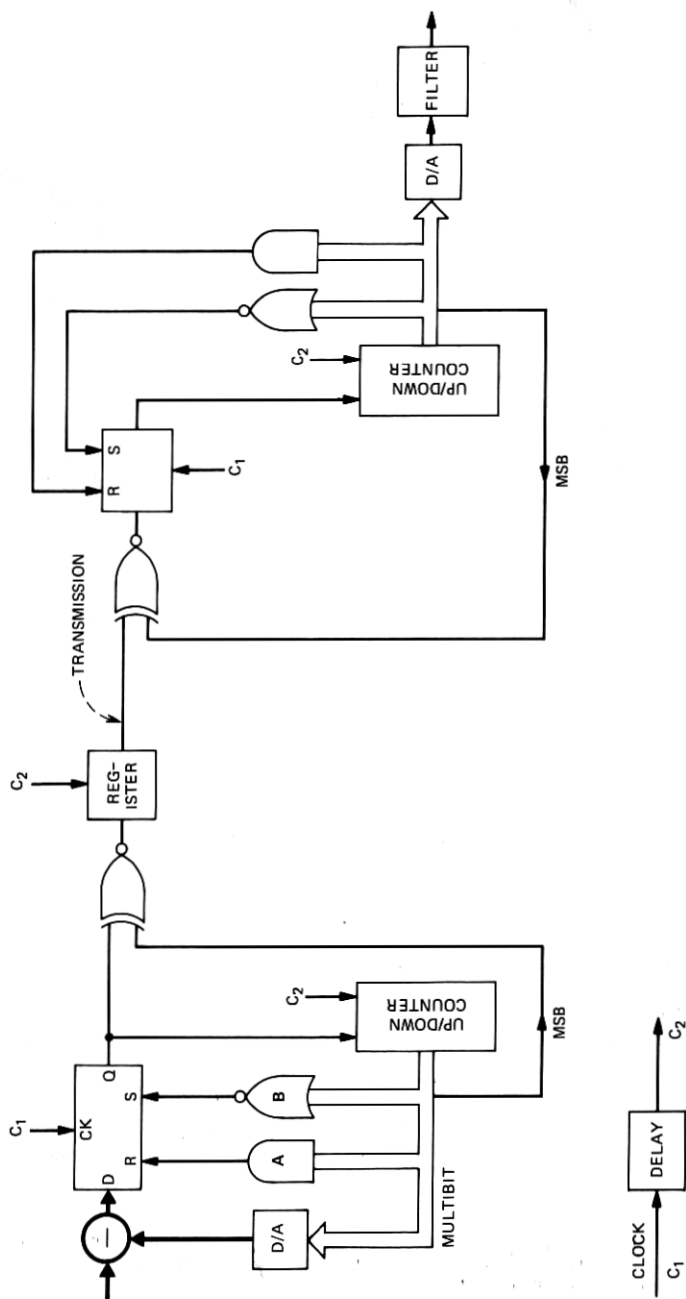 C1
CK
D
Q
R
S
A
B
D/A
MULTIBIT
C2
UP/DOWN
COUNTER
MSB
C2
REG-
ISTER
TRANSMISSION
R
S
C1
C2
UP/DOWN
COUNTER
MSB
D/A
FILTER
CLOCK
C1
DELAY
C2